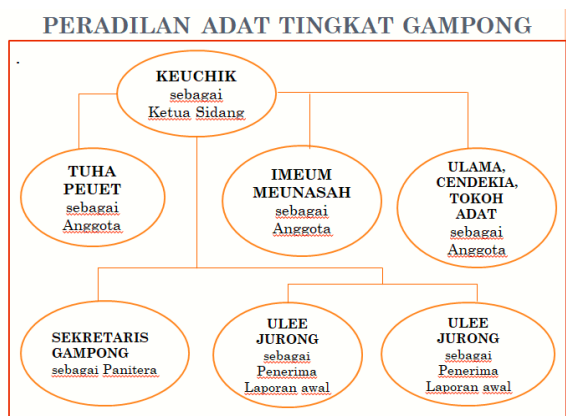 PERADILAN ADAT TINGKAT GAMPONG
KEUCHIK
sebagai
Ketua Sidang
TUHA
PEUET
sebagai
Anggota
IMEUM
MEUNASAH
sebagai
Anggota
ULAMA,
CENDEKIA,
TOKOH
ADAT
sebagai
Anggota
SEKRETARIS
GAMPONG
sebagai Panitera
ULEE
JURONG
sebagai
Penerima
Laporan awal
ULEE
JURONG
sebagai
Penerima
Laporan awal